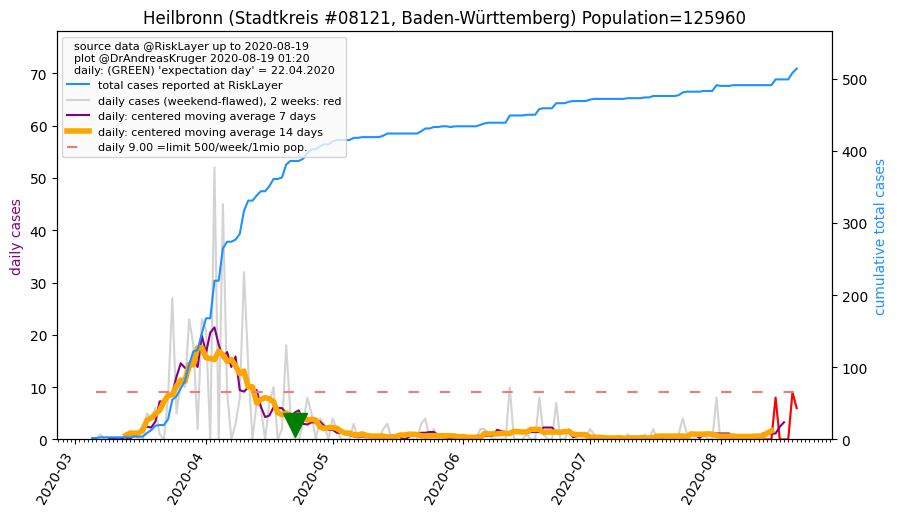 Heilbronn (Stadtkreis #08121, Baden-Württemberg) Population=125960
source data @RiskLayer up to 2020-08-19
plot @DrAndreasKruger 2020-08-19 01:20
daily: (GREEN) 'expectation day' = 22.04.2020
total cases reported at RiskLayer
daily cases (weekend-flawed), 2 weeks: red
daily: centered moving average 7 days
daily: centered moving average 14 days
daily 9.00 =limit 500/week/1mio pop.
daily cases
70
60
50
40
30
20
10
0
cumulative total cases
500
400
300
200
100
0
2020-03
2020-04
2020-05
2020-06
2020-07
2020-08